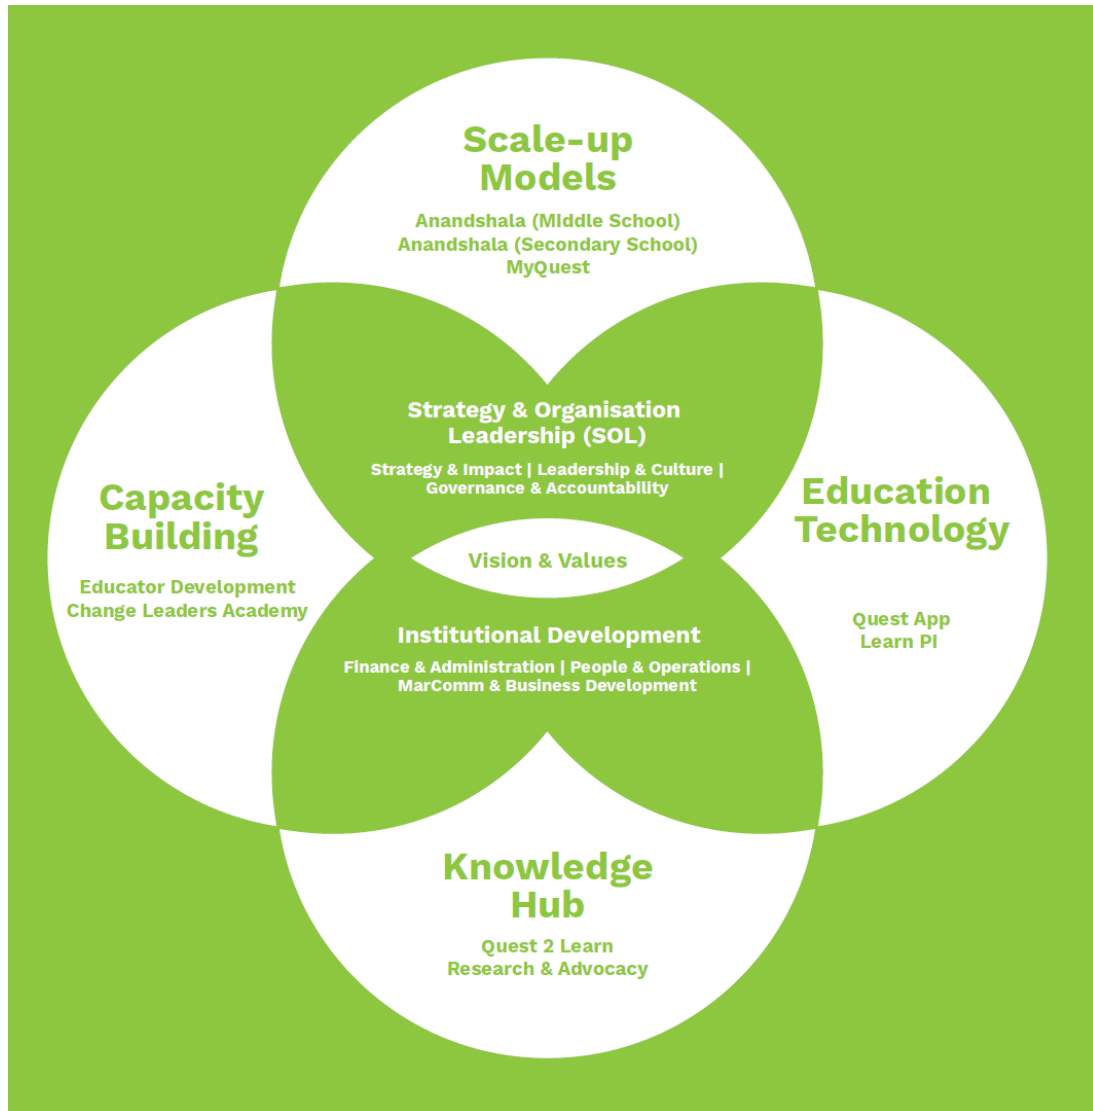 Scale-up
Models
Anandshala (MIddle School)
Anandshala (Secondary School)
MyQuest
Strategy & Organisation
Leadership (SOL)
Strategy & Impact | Leadership & Culture |
Governance & Accountability
Capacity
Building
Educator Development
Change Leaders Academy
Vision & Values
Education
Technology
Quest App
Learn PI
Institutional Development
Finance & Administration | People & Operations |
MarComm & Business Development
Knowledge
Hub
Quest 2 Learn
Research & Advocacy